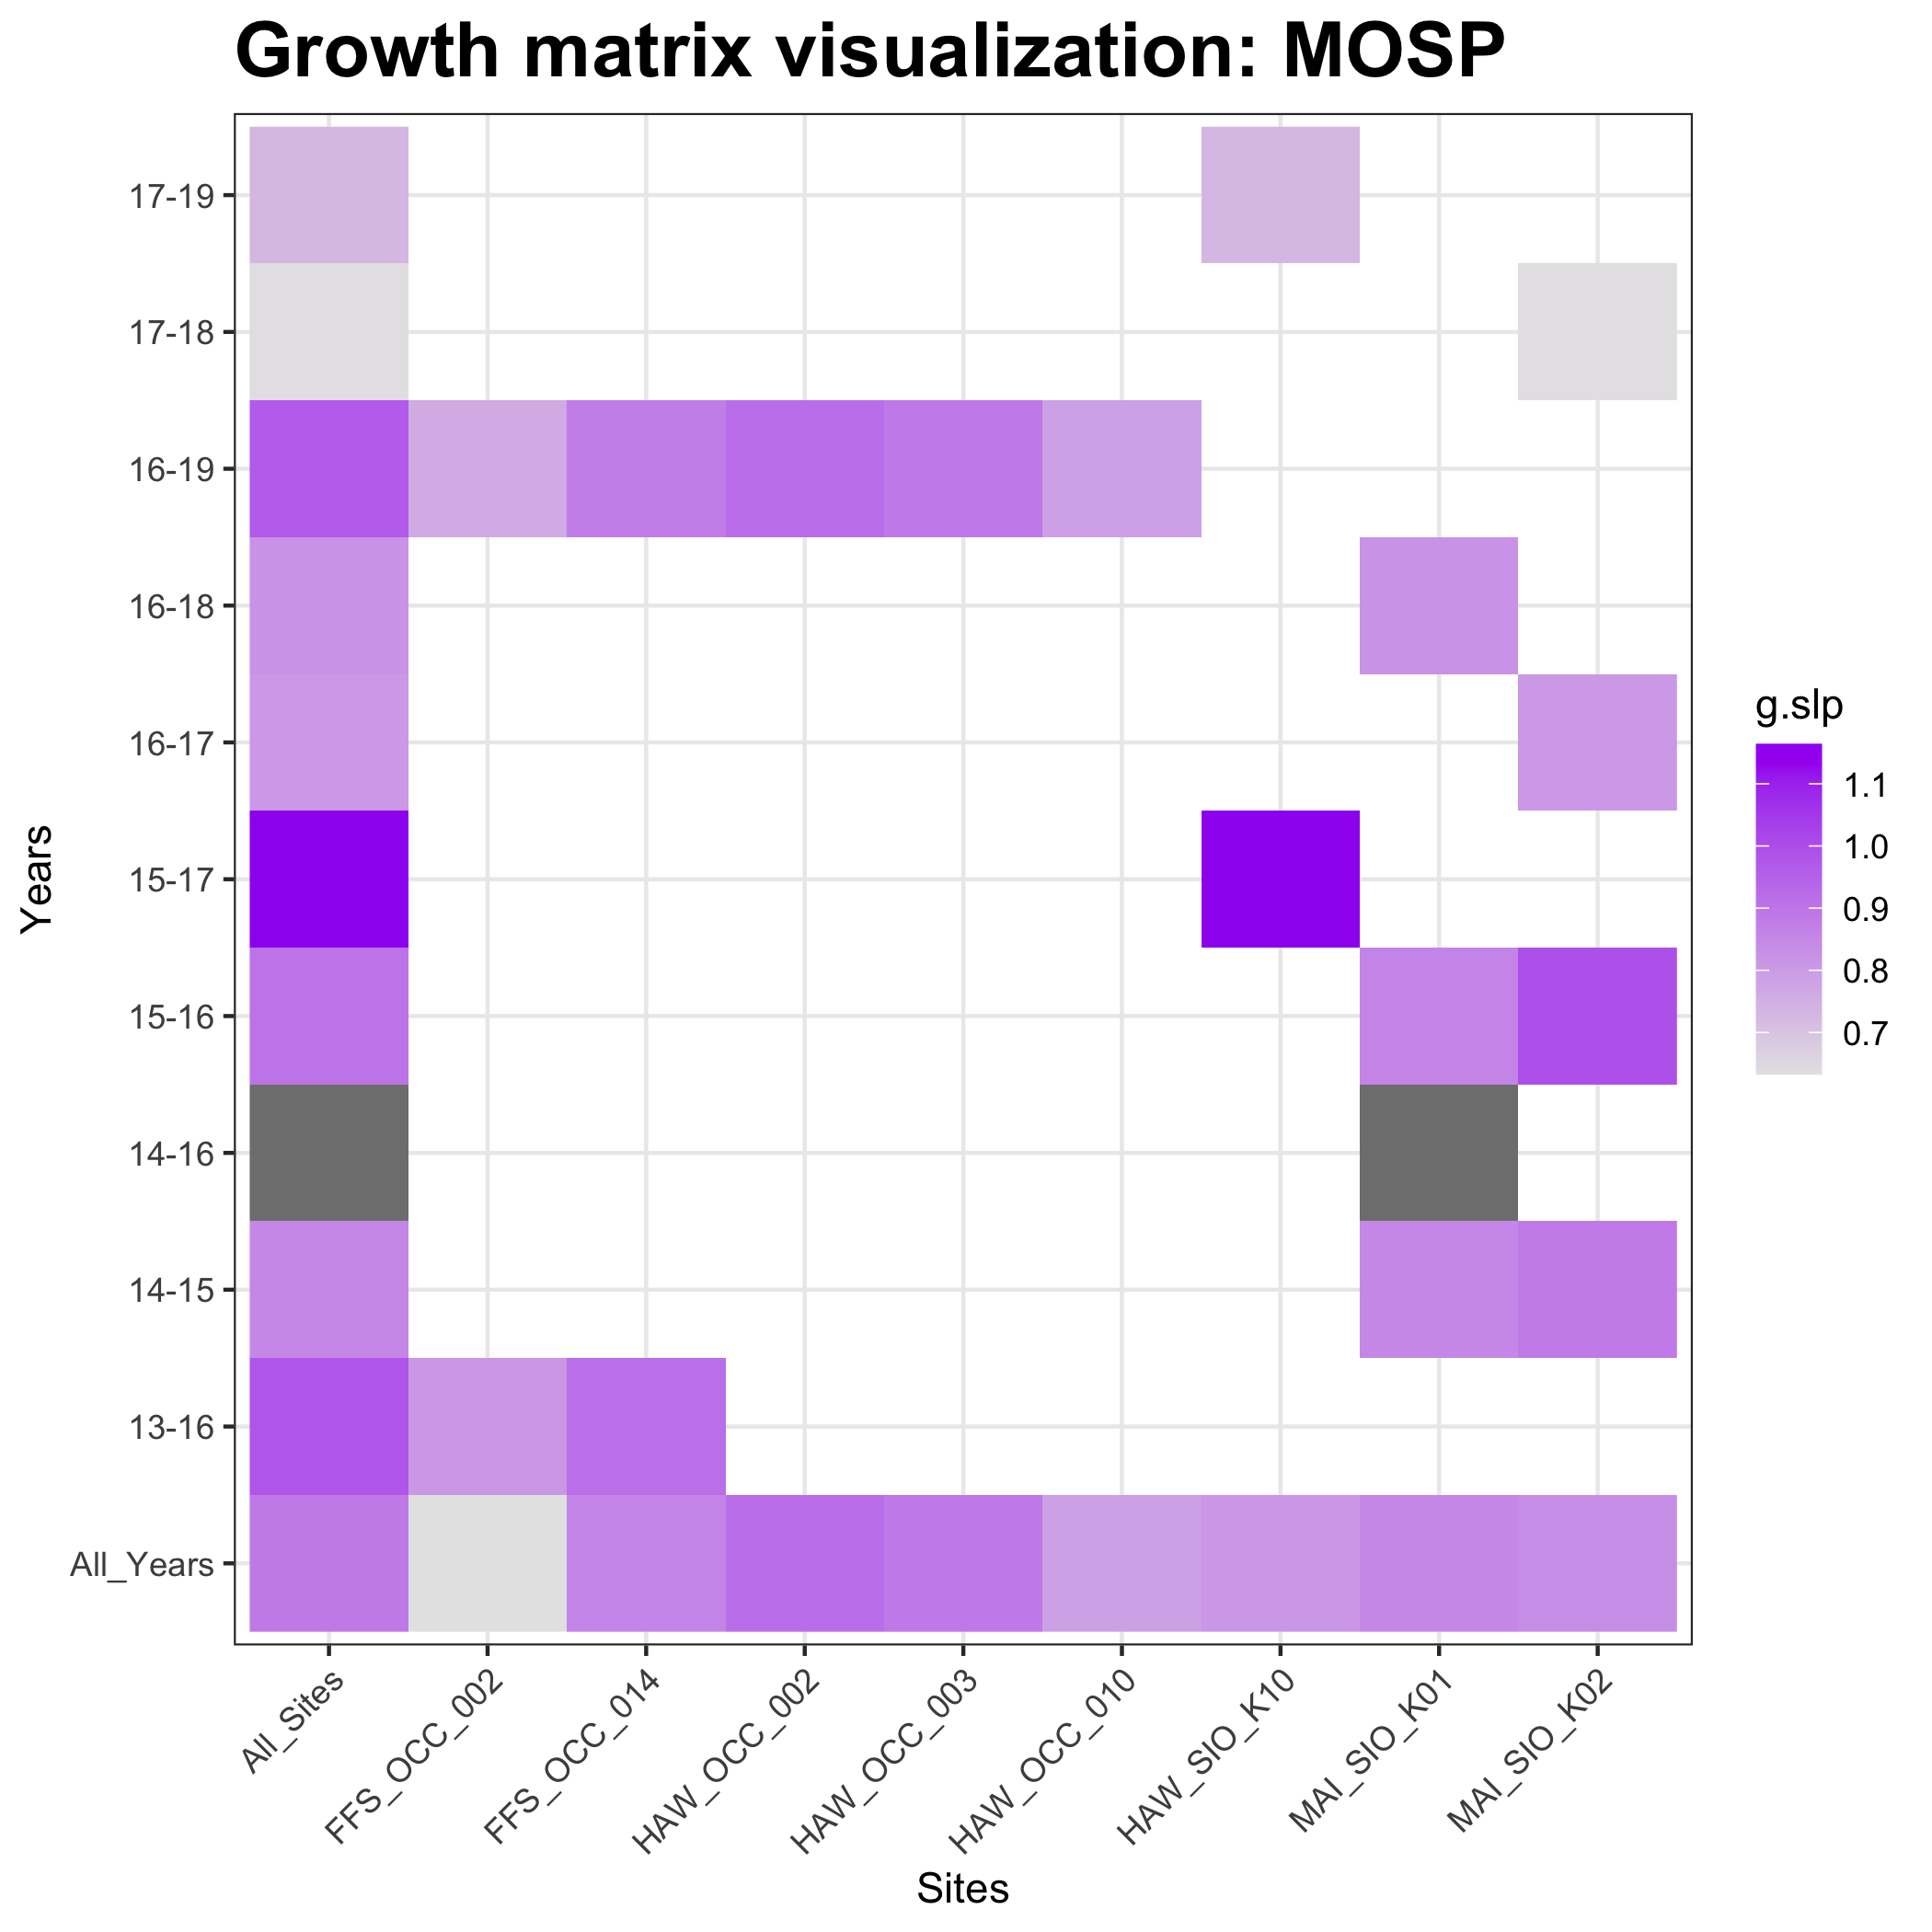 Growth matrix visualization: MOSP
17-19
17-18
16-19
16-18
16-17
15-17
15-16
14-16
14-15
13-16
All_Years
Years
All_Sites
FFS_OCC_002
FFS_OCC_014
HAW_OCC_002
HAW_OCC_003
HAW_OCC_010
HAW_SIO_K10
MAI_SIO_K01
MAI_SIO_K02
Sites
g.slp
1.1
1.0
0.9
0.8
0.7